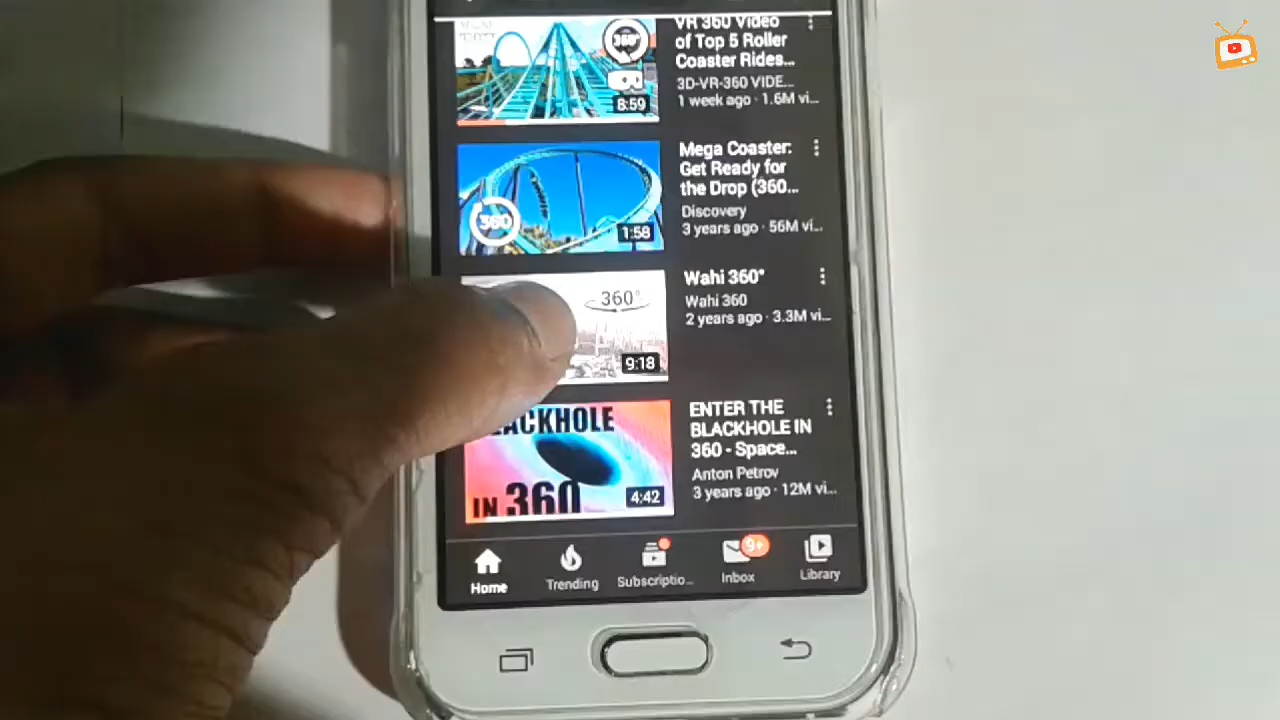 VR 360 Video
of Top 5 Roller
Coaster Rides...
3D-VR-360 VIDE...
1 week ago · 1.6M vi...
360°
8:59
Mega Coaster:
Get Ready for
the Drop (360...
Discovery
3 years ago · 56M vi...
360
1:58
Wahi 360°
Wahi 360
2 years ago · 3.3M vi...
360°
9:18
ENTER THE
BLACKHOLE IN
360 - Space...
Anton Petrov
3 years ago · 12M vi...
LACKHOLE
IN 360
4:42
Home
Trending
Subscriptio...
9+
Inbox
Library